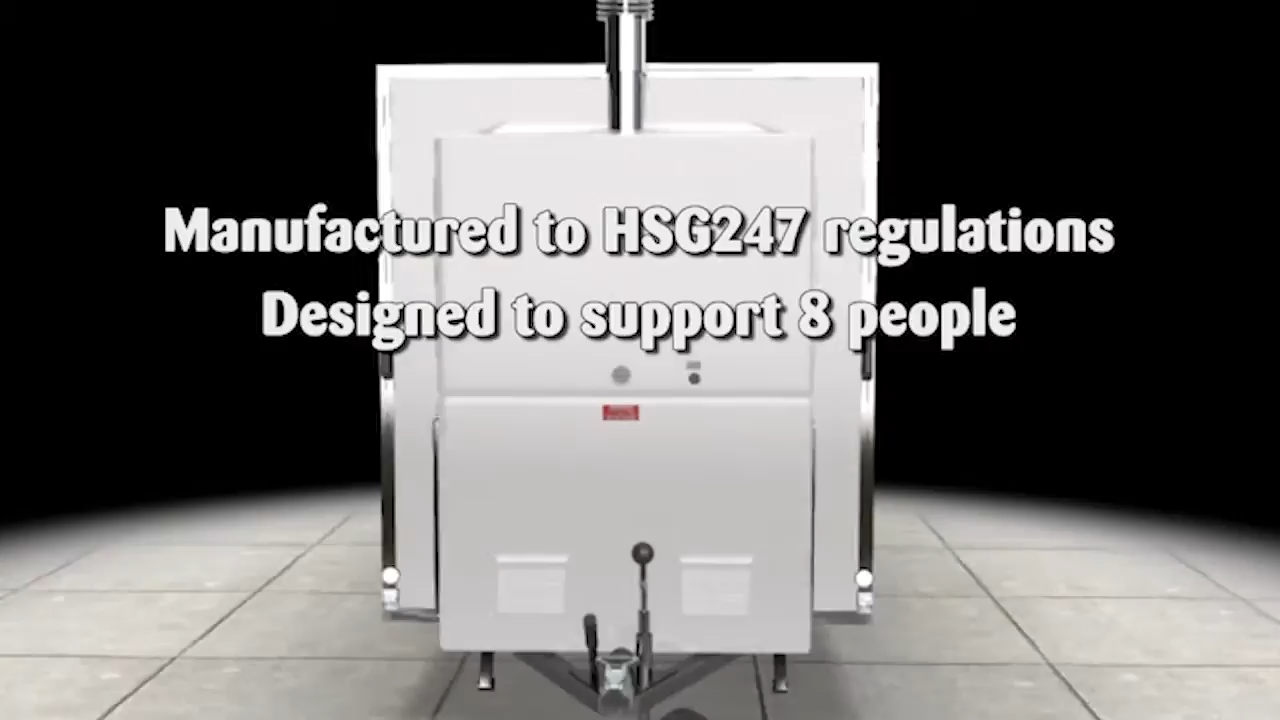 Manufactured to HSG247 regulations
Designed to support 8 people